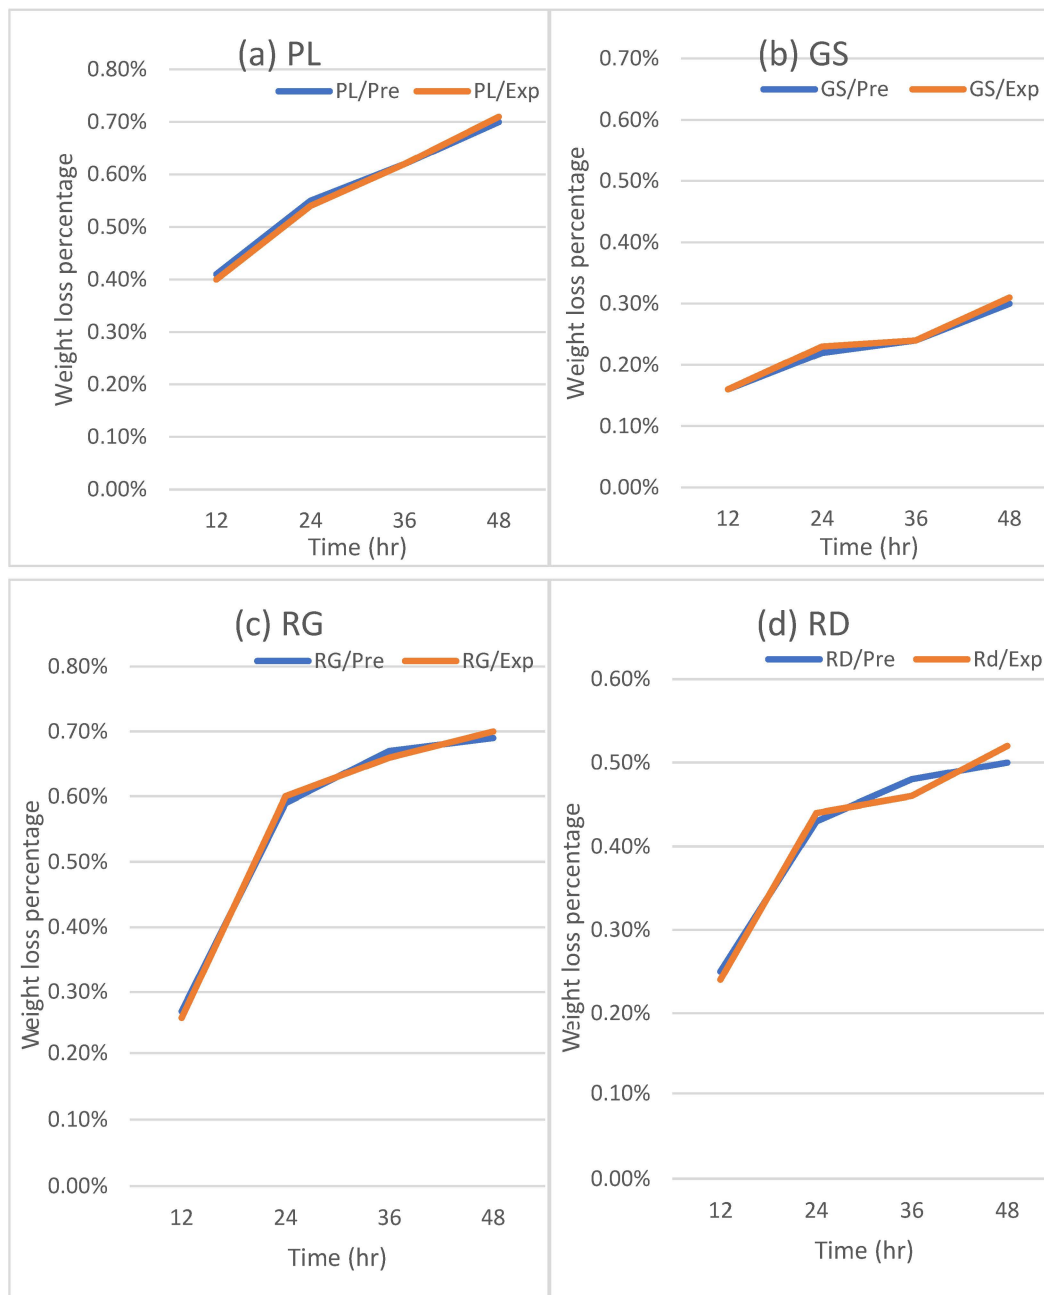 (a) PL
PL/Pre PL/Exp
0.80%
0.70%
0.60%
0.50%
0.40%
0.30%
0.20%
0.10%
0.00%
Weight loss percentage
12 24 36 48
Time (hr)
(b) GS
GS/Pre GS/Exp
0.70%
0.60%
0.50%
0.40%
0.30%
0.20%
0.10%
0.00%
Weight loss percentage
12 24 36 48
Time (hr)
(c) RG
RG/Pre RG/Exp
0.80%
0.70%
0.60%
0.50%
0.40%
0.30%
0.20%
0.10%
0.00%
Weight loss percentage
12 24 36 48
Time (hr)
(d) RD
RD/Pre Rd/Exp
0.60%
0.50%
0.40%
0.30%
0.20%
0.10%
0.00%
Weight loss percentage
12 24 36 48
Time (hr)